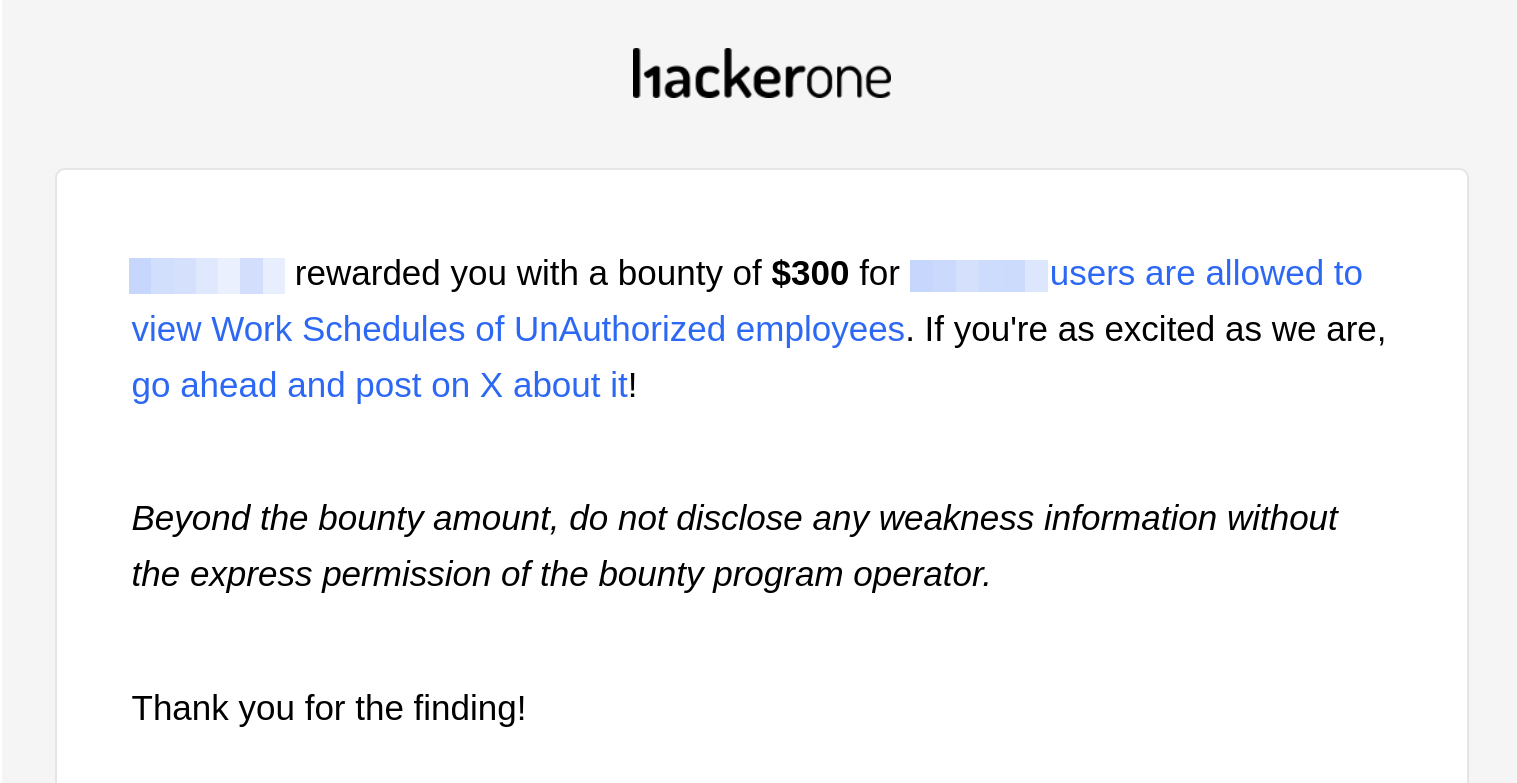 hackerone
rewarded you with a bounty of $300 for users are allowed to
view Work Schedules of UnAuthorized employees. If you're as excited as we are,
go ahead and post on X about it!
Beyond the bounty amount, do not disclose any weakness information without
the express permission of the bounty program operator.
Thank you for the finding!